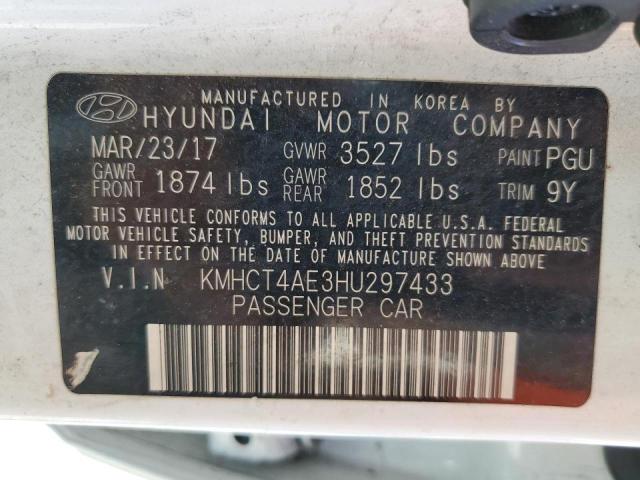 MANUFACTURED IN KOREA BY
HYUNDAI MOTOR COMPANY
MAR/23/17 GVWR 3527 lbs PAINT PGU
GAWR FRONT 1874 lbs GAWR REAR 1852 lbs TRIM 9Y
THIS VEHICLE CONFORMS TO ALL APPLICABLE U.S.A. FEDERAL
MOTOR VEHICLE SAFETY, BUMPER, AND THEFT PREVENTION STANDARDS
IN EFFECT ON THE DATE OF MANUFACTURE SHOWN ABOVE.
V.I.N KMHCT4AE3HU297433
PASSENGER CAR